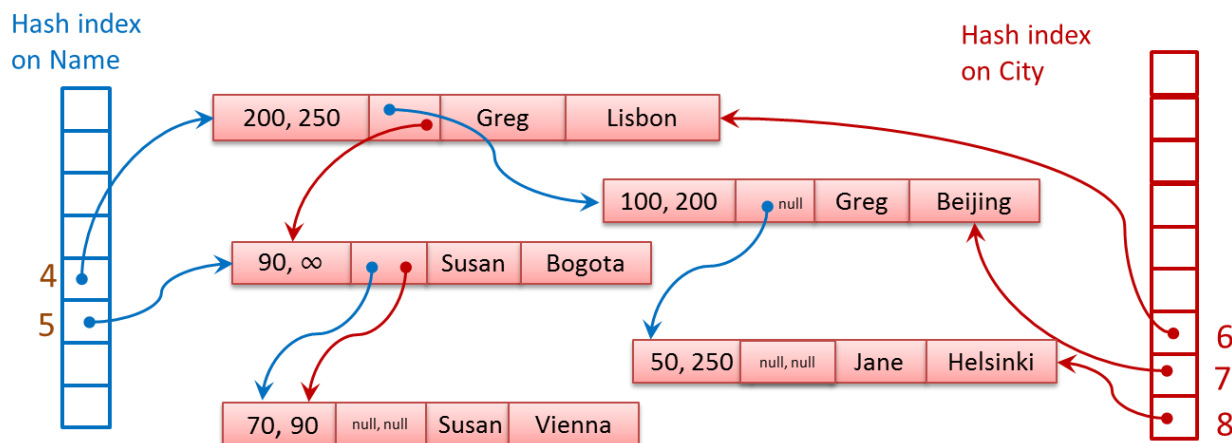 Hash index
on Name
Hash index
on City
200, 250 Greg Lisbon
100, 200 null Greg Beijing
90, ∞ Susan Bogota
4
5
6
50, 250 null, null Jane Helsinki
7
70, 90 null, null Susan Vienna
8